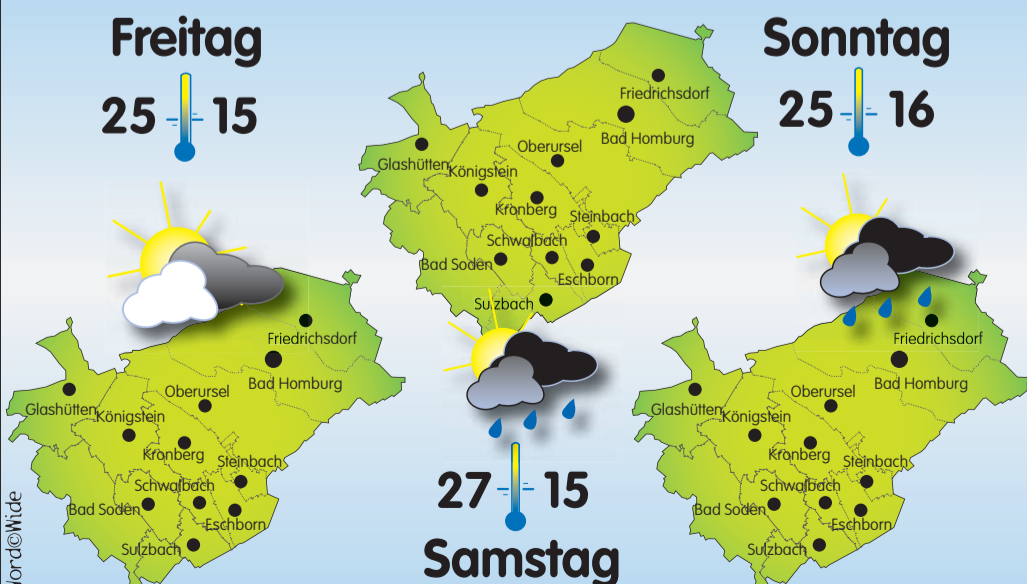 Freitag
25 15
Friedrichsdorf
Bad Homburg
Oberursel
Glashütten
Königstein
Kronberg
Steinbach
Schwalbach
Bad Soden
Eschborn
Sulzbach
Friedrichsdorf
Bad Homburg
Oberursel
Glashütten
Königstein
Kronberg
Steinbach
Schwalbach
Bad Soden
Eschborn
Sulzbach
27 15
Samstag
Sonntag
25 16
Friedrichsdorf
Bad Homburg
Oberursel
Glashütten
Königstein
Kronberg
Steinbach
Schwalbach
Bad Soden
Eschborn
Sulzbach
Nord©Wide